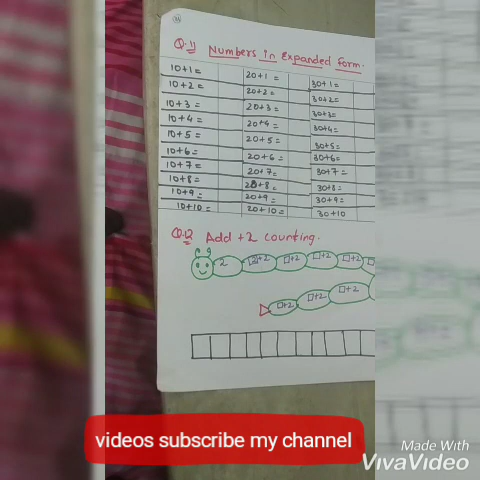 Q.11 Numbers in Expanded form.
10+1= 20+1= 30+1=
10+2= 20+2= 30+2=
10+3= 20+3= 30+3=
10+4= 20+4= 30+4=
10+5= 20+5= 30+5=
10+6= 20+6= 30+6=
10+7= 20+7= 30+7=
10+8= 20+8= 30+8=
10+9= 20+9= 30+9=
10+10= 20+10= 30+10
Q.12 Add +2 counting.
2 □+2 □+2 □+2 □+2
□+2 □+2 □+2
videos subscribe my channel
Made With
VivaVideo